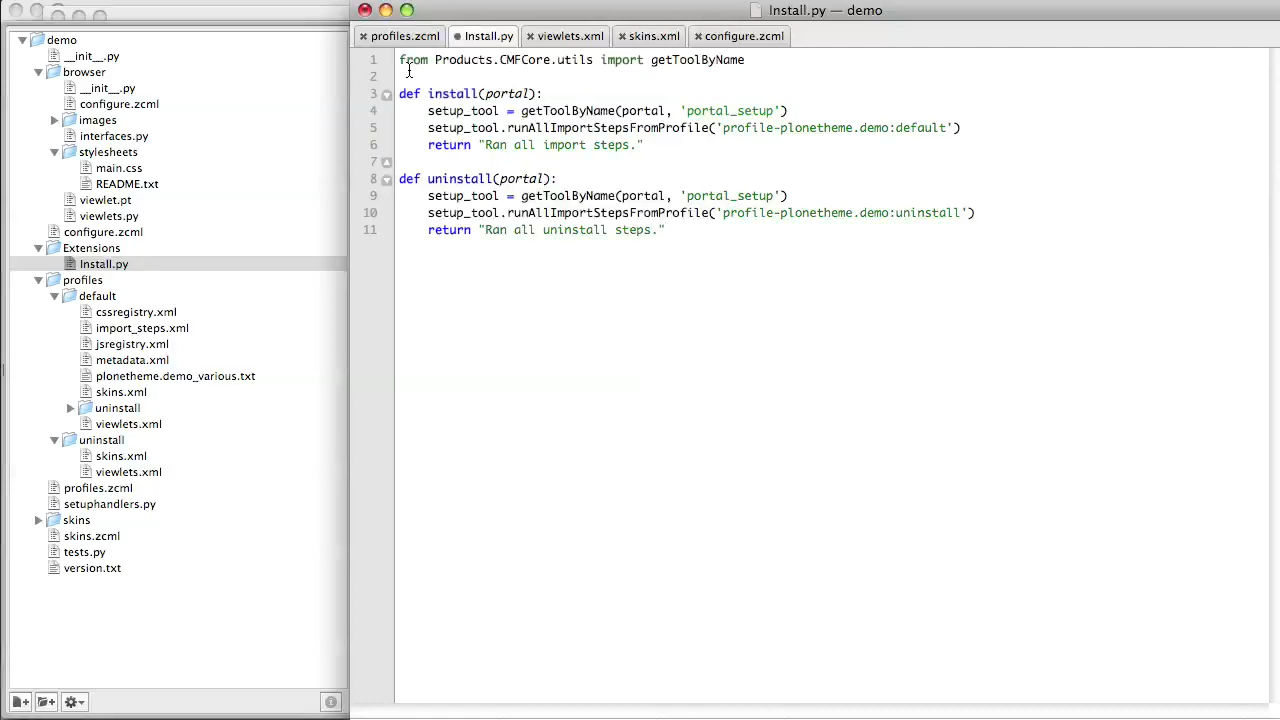 Install.py — demo
profiles.zcml
Install.py
viewlets.xml
skins.xml
configure.zcml
demo
__init__.py
browser
__init__.py
configure.zcml
images
interfaces.py
stylesheets
main.css
README.txt
viewlet.pt
viewlets.py
configure.zcml
Extensions
Install.py
profiles
default
cssregistry.xml
import_steps.xml
jsregistry.xml
metadata.xml
plonetheme.demo_various.txt
skins.xml
uninstall
viewlets.xml
uninstall
skins.xml
viewlets.xml
profiles.zcml
setuphandlers.py
skins
skins.zcml
tests.py
version.txt
1 from Products.CMFCore.utils import getToolByName
2
3 def install(portal):
4 setup_tool = getToolByName(portal, 'portal_setup')
5 setup_tool.runAllImportStepsFromProfile('profile-plonetheme.demo:default')
6 return "Ran all import steps."
7
8 def uninstall(portal):
9 setup_tool = getToolByName(portal, 'portal_setup')
10 setup_tool.runAllImportStepsFromProfile('profile-plonetheme.demo:uninstall')
11 return "Ran all uninstall steps."